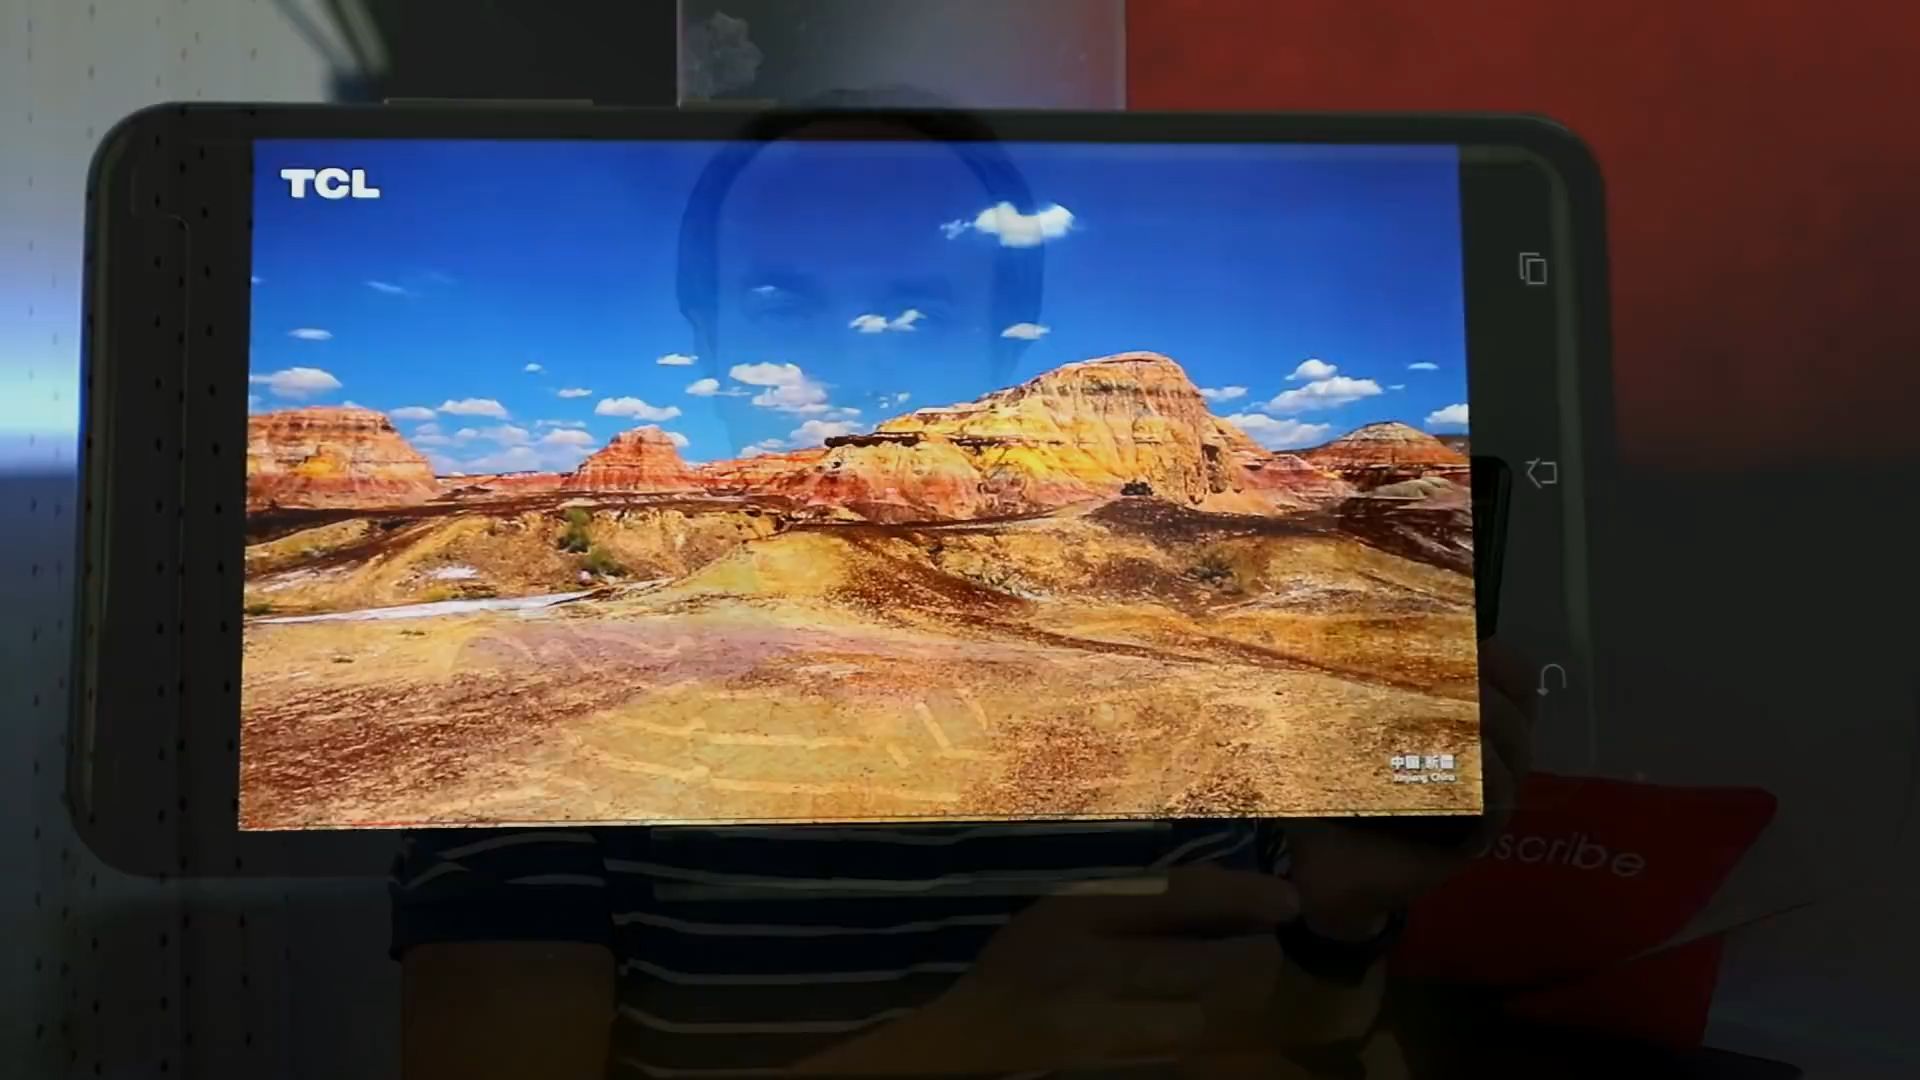 TCL
中国 新疆
Xinjiang China
scribe